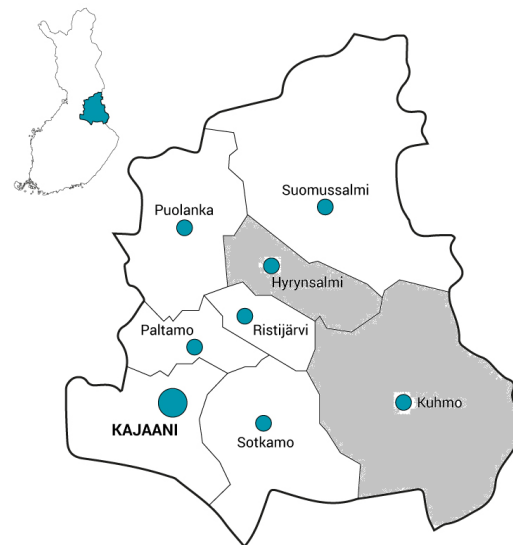 Suomussalmi
Puolanka
Hyrynsalmi
Paltamo
Ristijärvi
KAJAANI
Kuhmo
Sotkamo